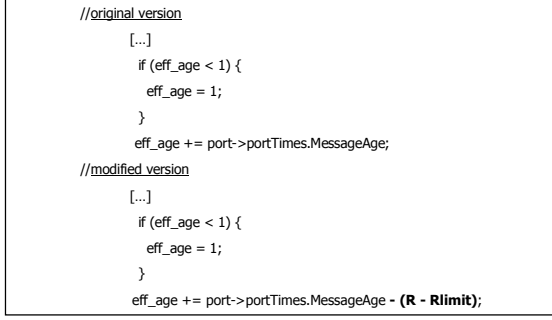 //original version
[…]
if (eff_age < 1) {
eff_age = 1;
}
eff_age += port->portTimes.MessageAge;
//modified version
[…]
if (eff_age < 1) {
eff_age = 1;
}
eff_age += port->portTimes.MessageAge - (R - Rlimit);